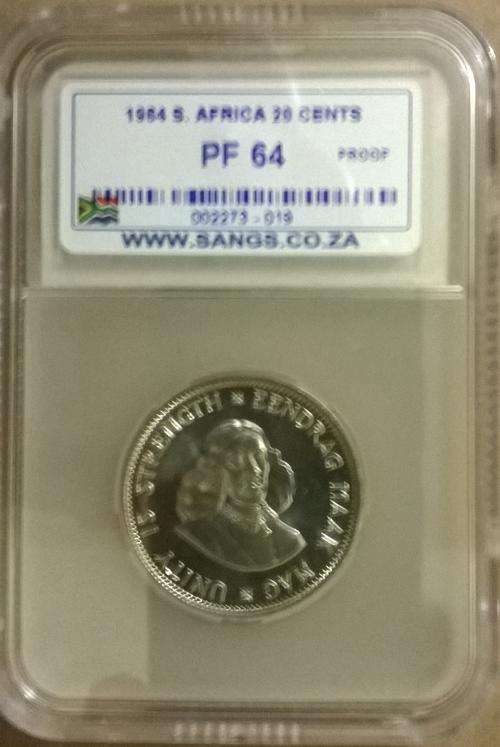 1964 S. AFRICA 20 CENTS
PF 64
PROOF
002273 - 019
WWW.SANGS.CO.ZA
UNITY IS STRENGTH * EENDRAG MAAK MAG *